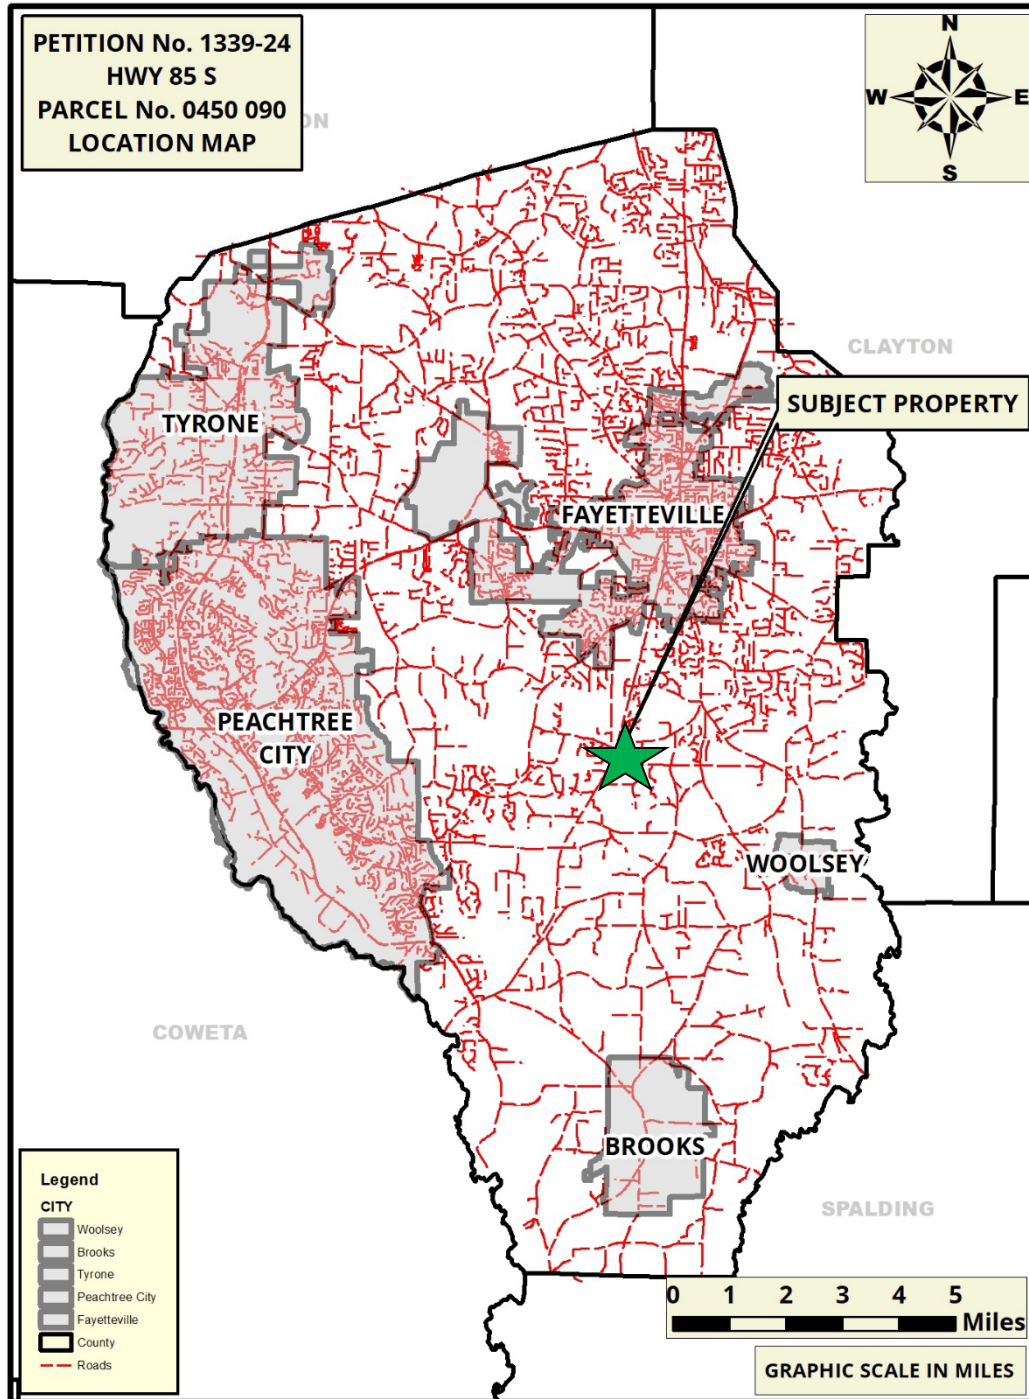 PETITION No. 1339-24
HWY 85 S
PARCEL No. 0450 090
LOCATION MAP
ON
N
W
E
S
CLAYTON
SUBJECT PROPERTY
TYRONE
FAYETTEVILLE
PEACHTREE
CITY
WOOLSEY
COWETA
BROOKS
SPALDING
Legend
CITY
Woolsey
Brooks
Tyrone
Peachtree City
Fayetteville
County
Roads
0 1 2 3 4 5
Miles
GRAPHIC SCALE IN MILES